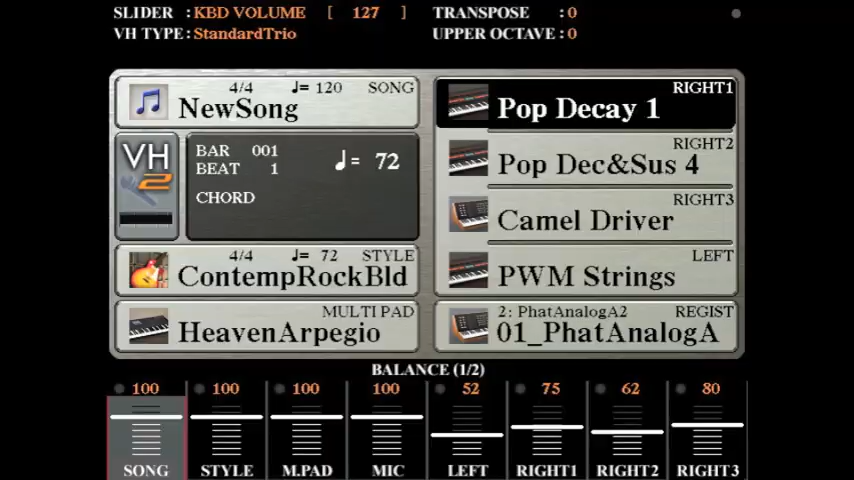 SLIDER : KBD VOLUME [ 127 ] TRANSPOSE : 0
VH TYPE: StandardTrio UPPER OCTAVE : 0
4/4 ♩= 120 SONG
NewSong
RIGHT1
Pop Decay 1
VH
2
BAR 001
BEAT 1
♩= 72
CHORD
RIGHT2
Pop Dec&Sus 4
RIGHT3
Camel Driver
4/4 ♩= 72 STYLE
ContempRockBld
LEFT
PWM Strings
MULTI PAD
HeavenArpegio
2: PhatAnalogA2 REGIST
01_PhatAnalogA
BALANCE (1/2)
100 100 100 100 52 75 62 80
SONG STYLE M.PAD MIC LEFT RIGHT1 RIGHT2 RIGHT3